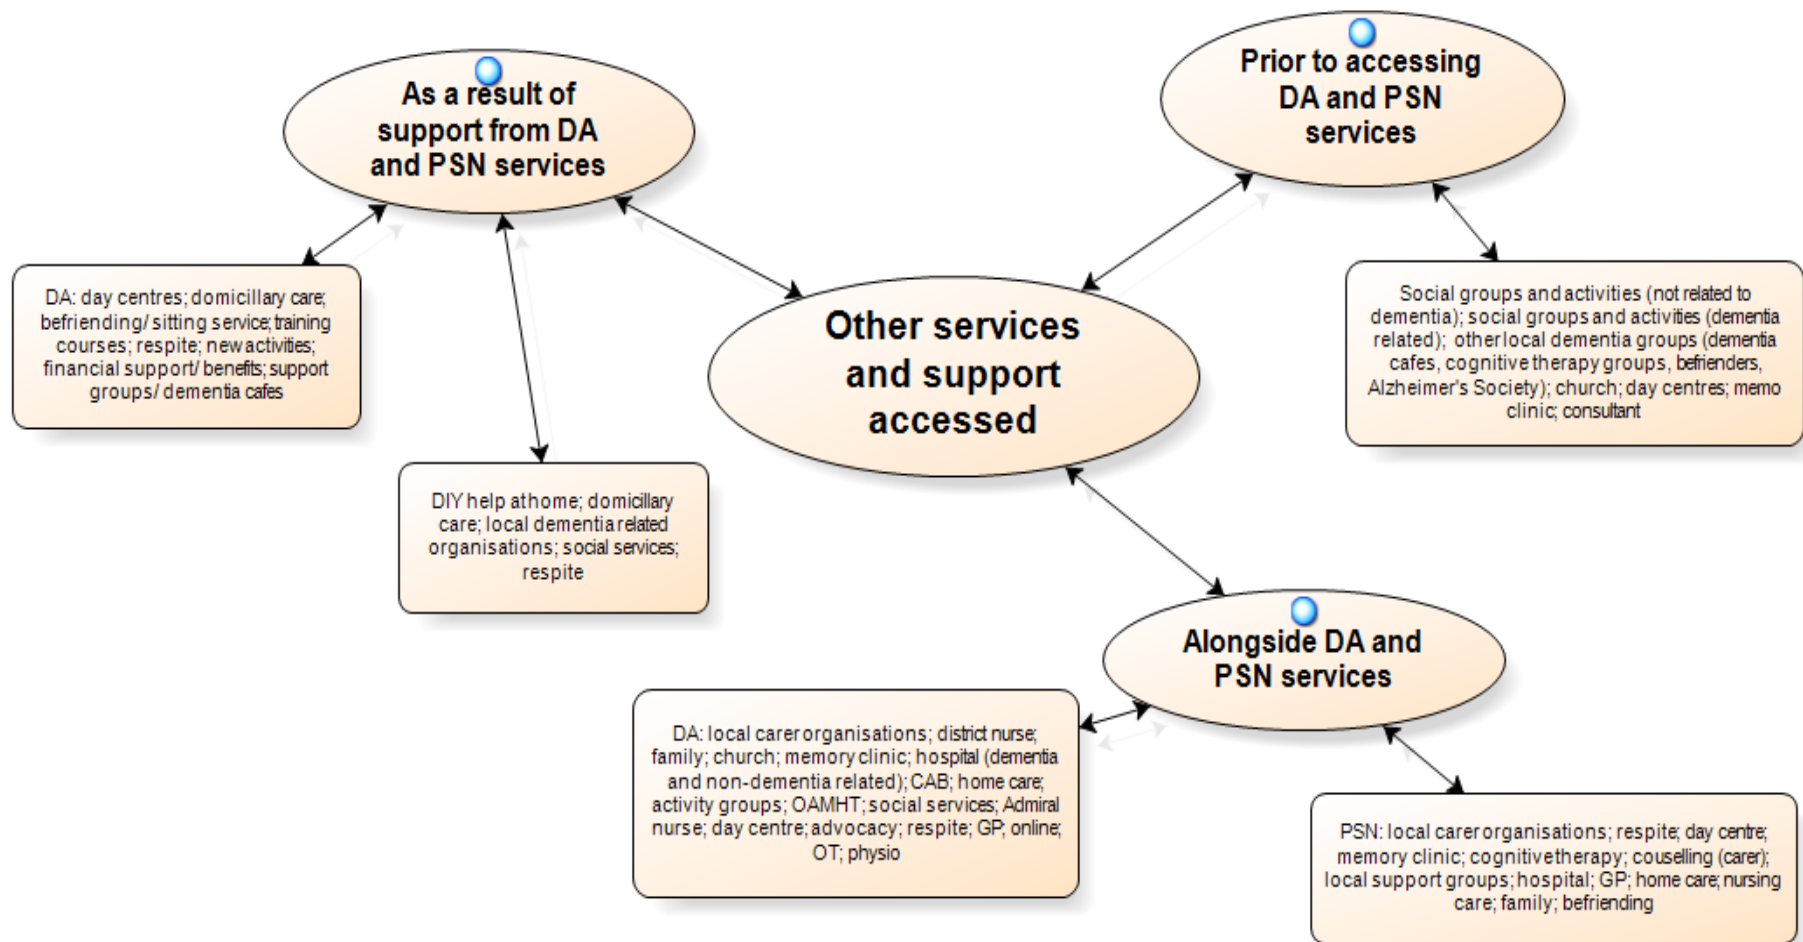 As a result of
support from DA
and PSN services
Prior to accessing
DA and PSN
services
DA: day centres; domicillary care;
befriending/ sitting service; training
courses; respite; new activities;
financial support/ benefits; support
groups/ dementia cafes
Other services
and support
accessed
Social groups and activities (not related to
dementia); social groups and activities (dementia
related); other local dementia groups (dementia
cafes, cognitive therapy groups, befrienders,
Alzheimer's Society); church; day centres; memo
clinic; consultant
DIY help at home; domicillary
care; local dementia related
organisations; social services;
respite
Alongside DA and
PSN services
DA: local carer organisations; district nurse;
family; church; memory clinic; hospital (dementia
and non-dementia related); CAB; home care;
activity groups; OAMHT; social services; Admiral
nurse; day centre; advocacy; respite; GP; online;
OT; physio
PSN: local carer organisations; respite; day centre;
memory clinic; cognitive therapy; couselling (carer);
local support groups; hospital; GP; home care; nursing
care; family; befriending